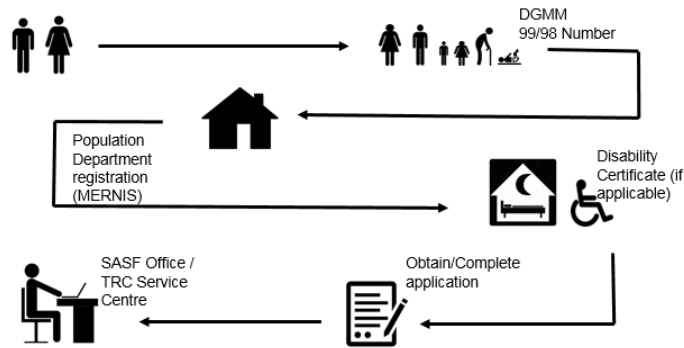 DGMM
99/98 Number
Population
Department
registration
(MERNIS)
Disability
Certificate (if
applicable)
SASF Office /
TRC Service
Centre
Obtain/Complete
application